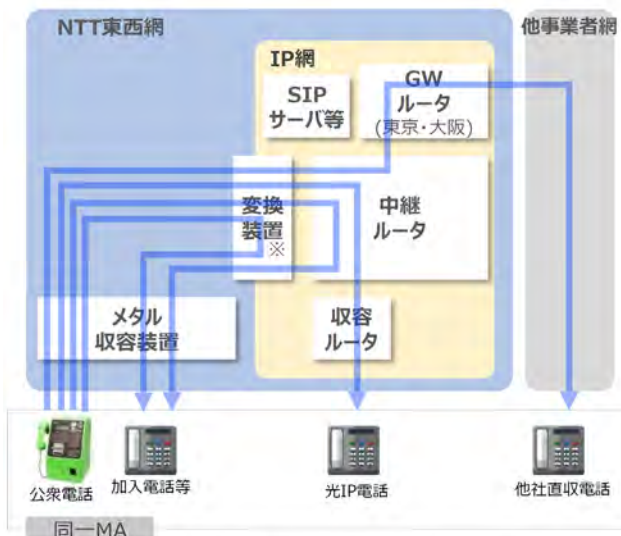 NTT東西網
他事業者網
IP網
SIP
サーバ等
GW
ルータ
(東京・大阪)
変換
装置
※
中継
ルータ
メタル
収容装置
収容
ルータ
公衆電話
加入電話等
光IP電話
他社直収電話
同一MA